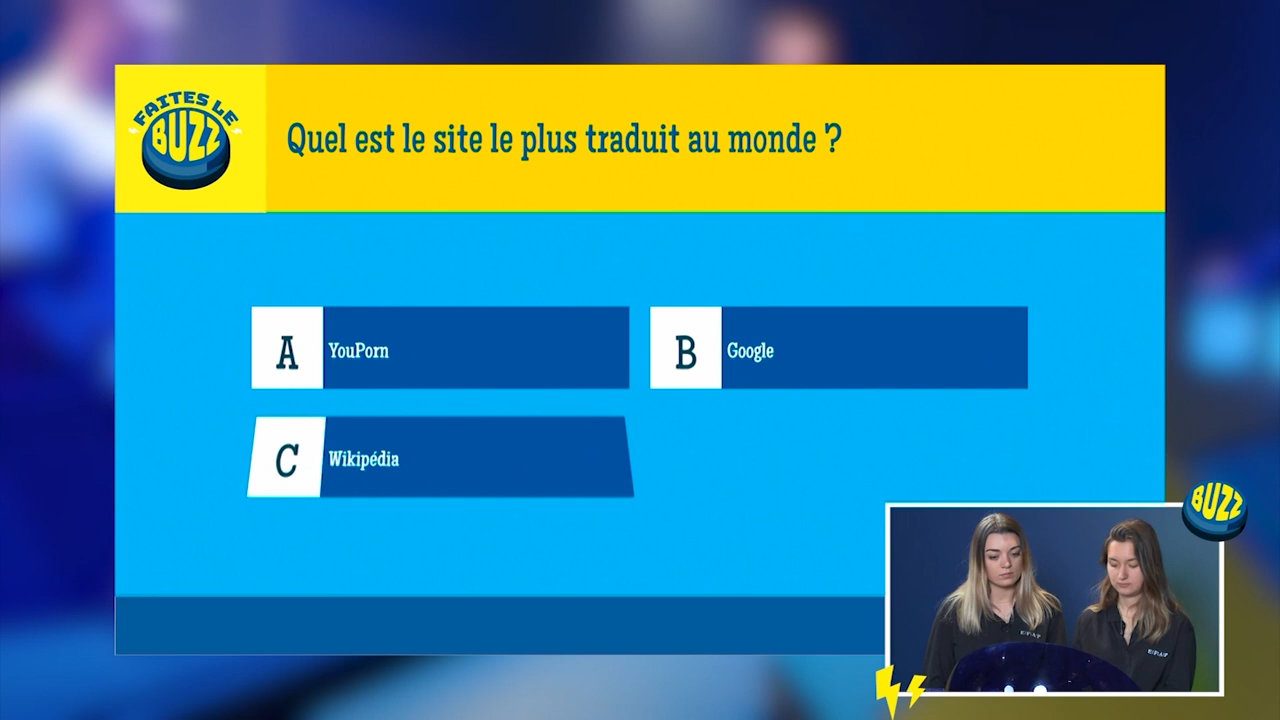 FAITES LE
BUZZ
Quel est le site le plus traduit au monde ?
A YouPorn
B Google
C Wikipédia
BUZZ